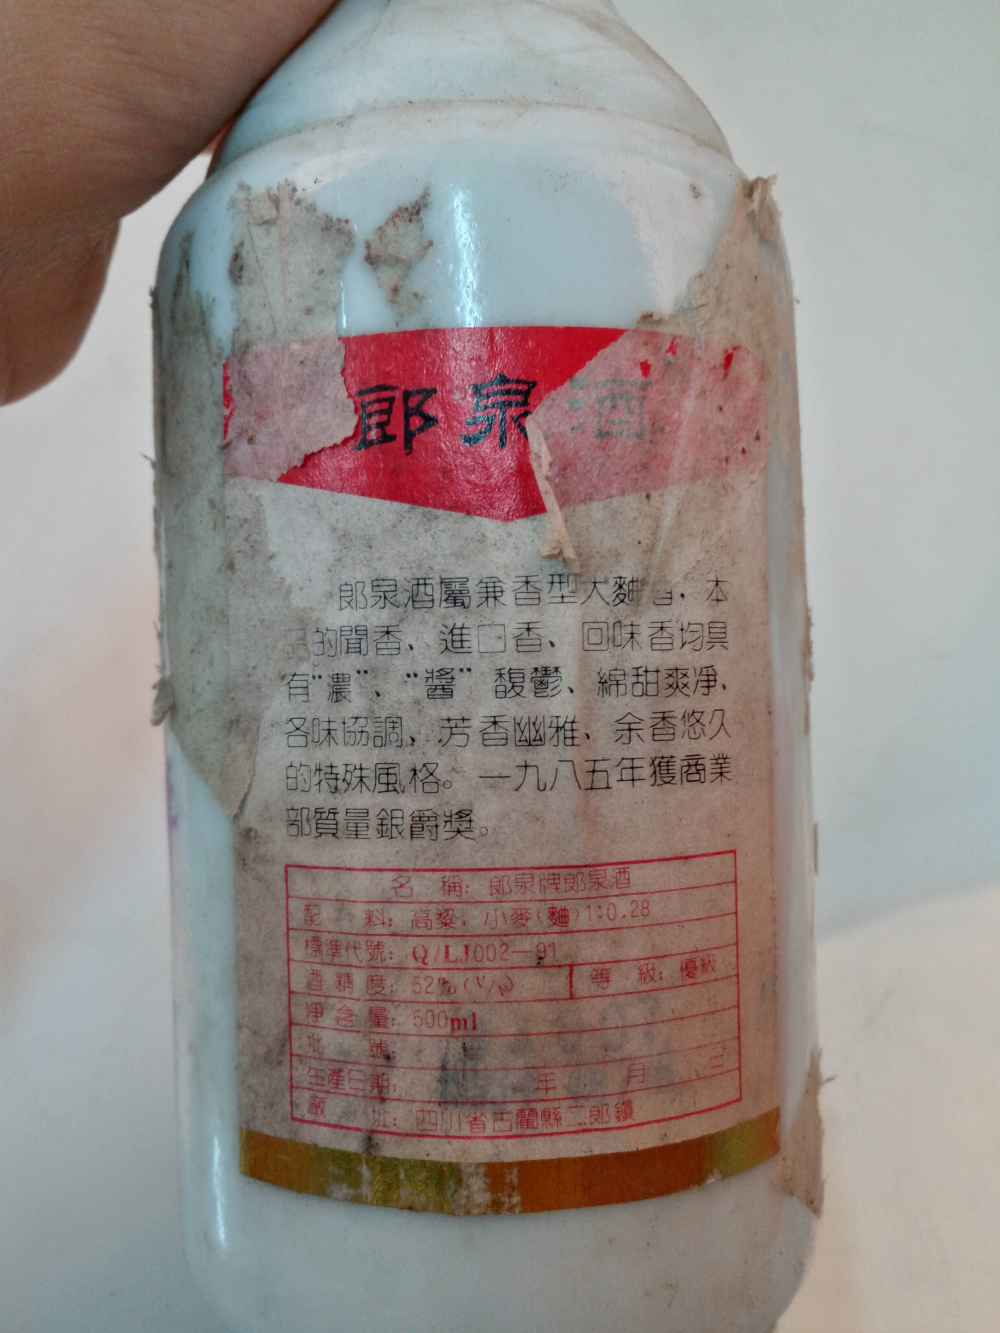 郎泉酒
郎泉酒屬兼香型大麯 本
品的聞香、進口香、回味香均具
有“濃”、“醬”馥鬱、綿甜爽净、
各味協調、芳香幽雅、余香悠久
的特殊風格。一九八五年獲商業
部質量銀爵獎。
名 稱: 郎泉牌郎泉酒
配 料: 高粱、小麥(麯)1:0.28
標準代號: Q/LJ002—91
酒精度: 52%(V/V) 等 級: 優級
净含量: 500ml
批 號:
生產日期: 年 月 日
廠 址: 四川省古藺縣二郎鎮